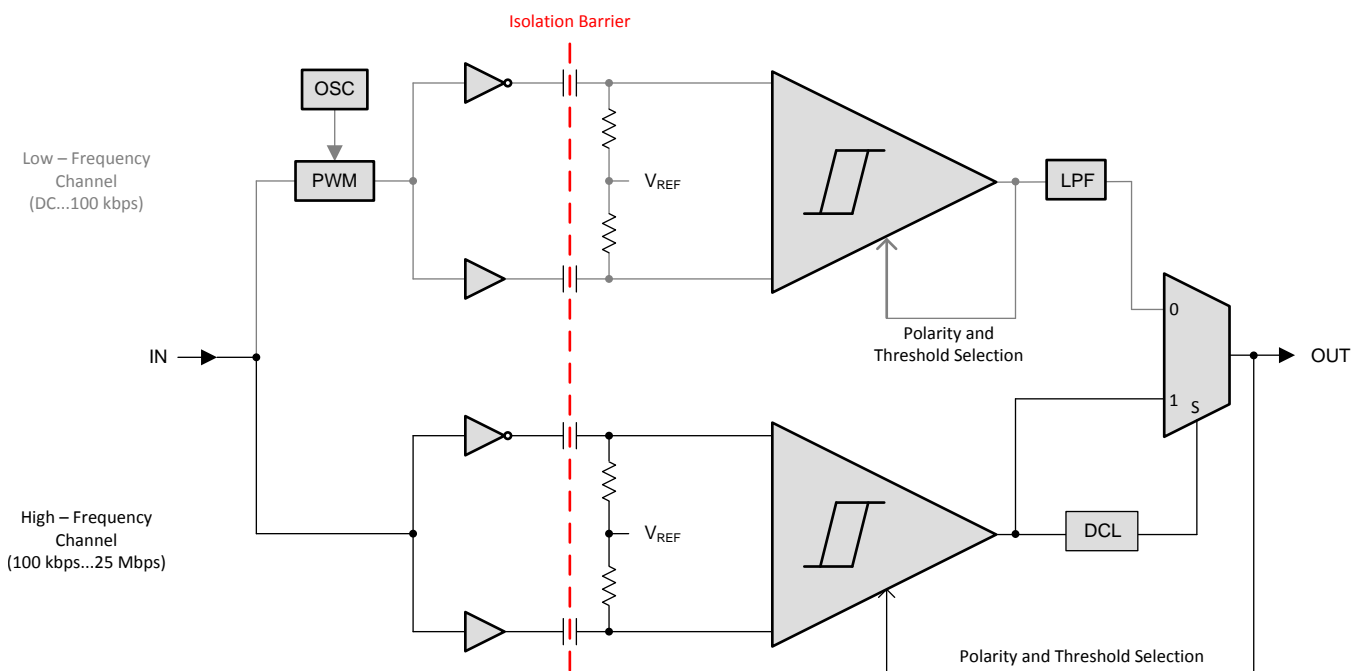 Isolation Barrier
OSC
Low – Frequency
Channel
(DC...100 kbps)
PWM
VREF
LPF
Polarity and
Threshold Selection
0
IN
OUT
1
S
High – Frequency
Channel
(100 kbps...25 Mbps)
VREF
DCL
Polarity and Threshold Selection